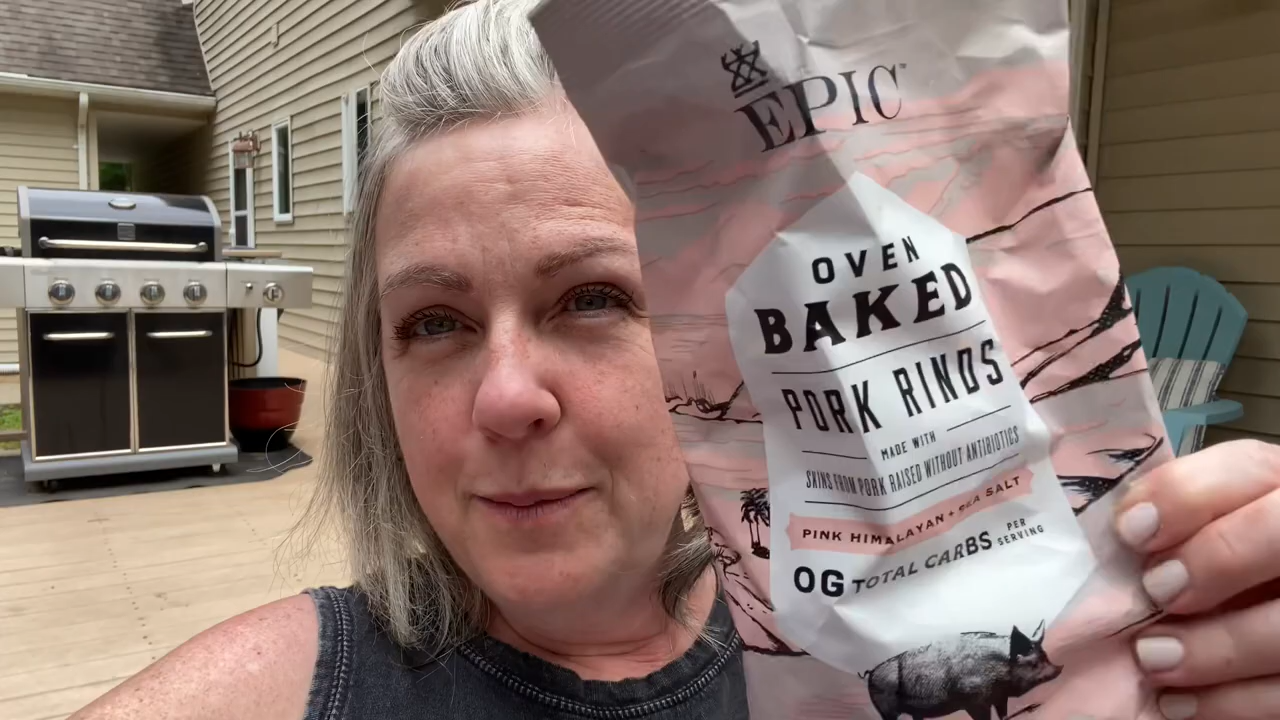 EPIC™
OVEN
BAKED
PORK RINDS
MADE WITH
SKINS FROM PORK RAISED WITHOUT ANTIBIOTICS
PINK HIMALAYAN + SEA SALT
0G TOTAL CARBS PER SERVING